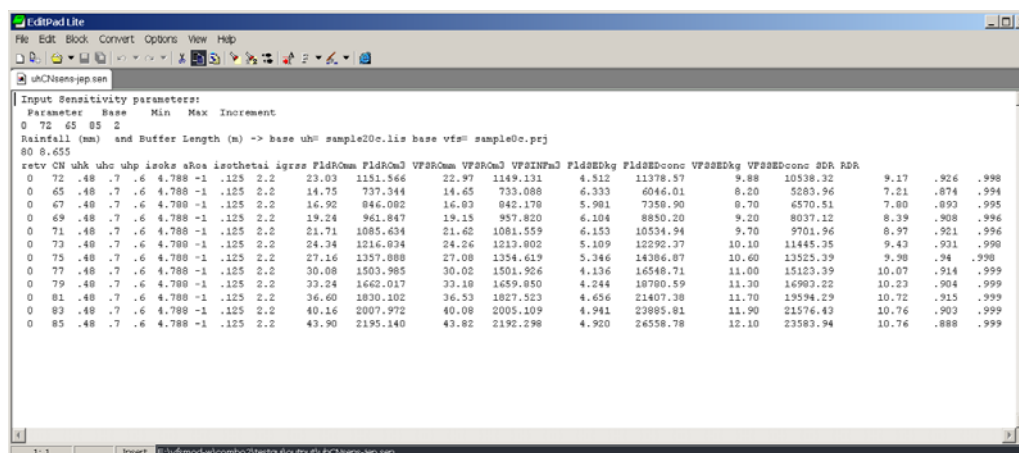 EditPad Lite
File Edit Block Convert Options View Help
uhCNsens-jep.sen
Input Sensitivity parameters:
Parameter Base Min Max Increment
0 72 65 85 2
Rainfall (mm) and Buffer Length (m) -> base uh= sample20c.lis base vfs= sample0c.prj
80 8.655
retv CN uhk uhc uhp isoks aRoa isothetai igrss FldROmm FldROm3 VFSROmm VFSROm3 VFSINFm3 FldSEDkg FldSEDconc VFSSEDkg VFSSEDconc SDR RDR
0 72 .48 .7 .6 4.788 -1 .125 2.2 23.03 1151.566 22.97 1149.131 4.512 11378.57 9.88 10538.32 9.17 .926 .998
0 65 .48 .7 .6 4.788 -1 .125 2.2 14.75 737.344 14.65 733.088 6.333 6046.01 8.20 5283.96 7.21 .874 .994
0 67 .48 .7 .6 4.788 -1 .125 2.2 16.92 846.082 16.83 842.178 5.981 7358.90 8.70 6570.51 7.80 .893 .995
0 69 .48 .7 .6 4.788 -1 .125 2.2 19.24 961.847 19.15 957.820 6.104 8850.20 9.20 8037.12 8.39 .908 .996
0 71 .48 .7 .6 4.788 -1 .125 2.2 21.71 1085.634 21.62 1081.559 6.153 10534.94 9.70 9701.96 8.97 .921 .996
0 73 .48 .7 .6 4.788 -1 .125 2.2 24.34 1216.834 24.26 1213.802 5.109 12292.37 10.10 11445.35 9.43 .931 .998
0 75 .48 .7 .6 4.788 -1 .125 2.2 27.16 1357.888 27.08 1354.619 5.346 14386.87 10.60 13525.39 9.98 .94 .998
0 77 .48 .7 .6 4.788 -1 .125 2.2 30.08 1503.985 30.02 1501.926 4.136 16548.71 11.00 15123.39 10.07 .914 .999
0 79 .48 .7 .6 4.788 -1 .125 2.2 33.24 1662.017 33.18 1659.850 4.244 18780.59 11.30 16983.22 10.23 .904 .999
0 81 .48 .7 .6 4.788 -1 .125 2.2 36.60 1830.102 36.53 1827.523 4.656 21407.38 11.70 19594.29 10.72 .915 .999
0 83 .48 .7 .6 4.788 -1 .125 2.2 40.16 2007.972 40.08 2005.109 4.941 23885.81 11.90 21576.43 10.76 .903 .999
0 85 .48 .7 .6 4.788 -1 .125 2.2 43.90 2195.140 43.82 2192.298 4.920 26558.78 12.10 23583.94 10.76 .888 .999
1: 1 Insert